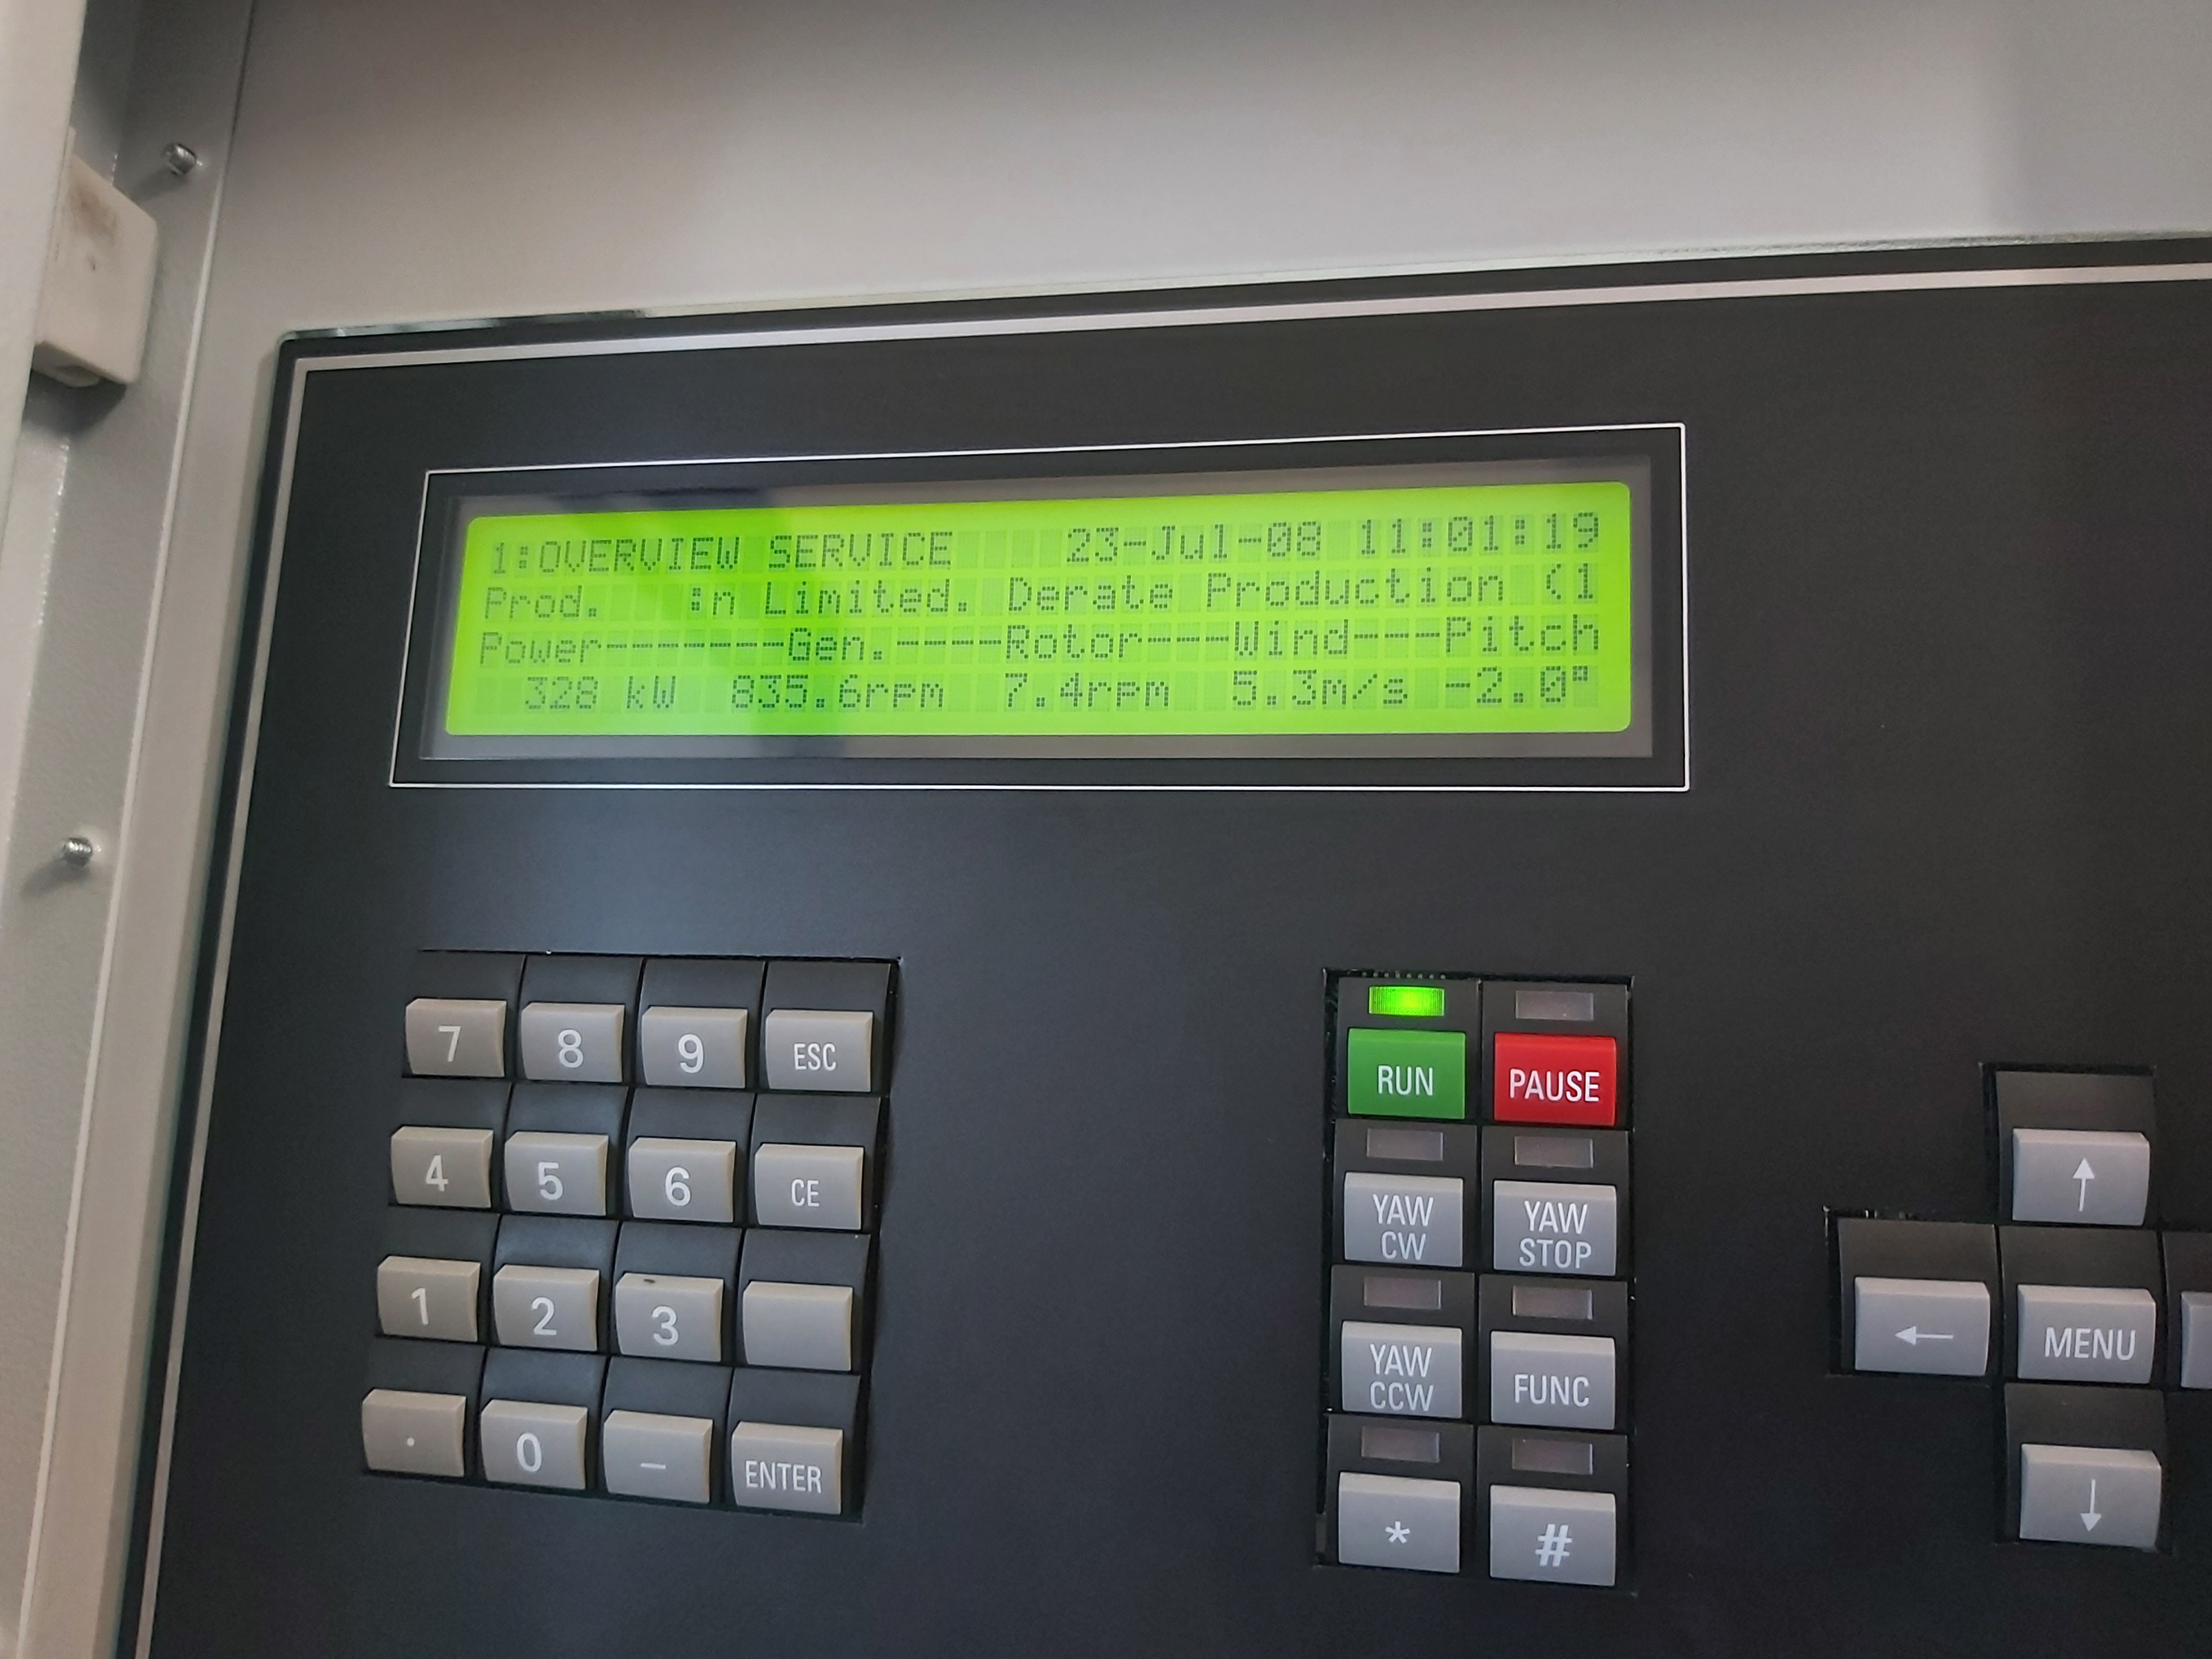 1:OVERVIEW SERVICE 23-Jul-08 11:01:19
Prod. :n Limited. Derate Production (1
Power------Gen.----Rotor---Wind---Pitch
328 kW 835.6rpm 7.4rpm 5.3m/s -2.0°
7 8 9 ESC
4 5 6 CE
1 2 3
. 0 – ENTER
RUN PAUSE
YAW CW
YAW STOP
YAW CCW
FUNC
* #
↑
← MENU
↓